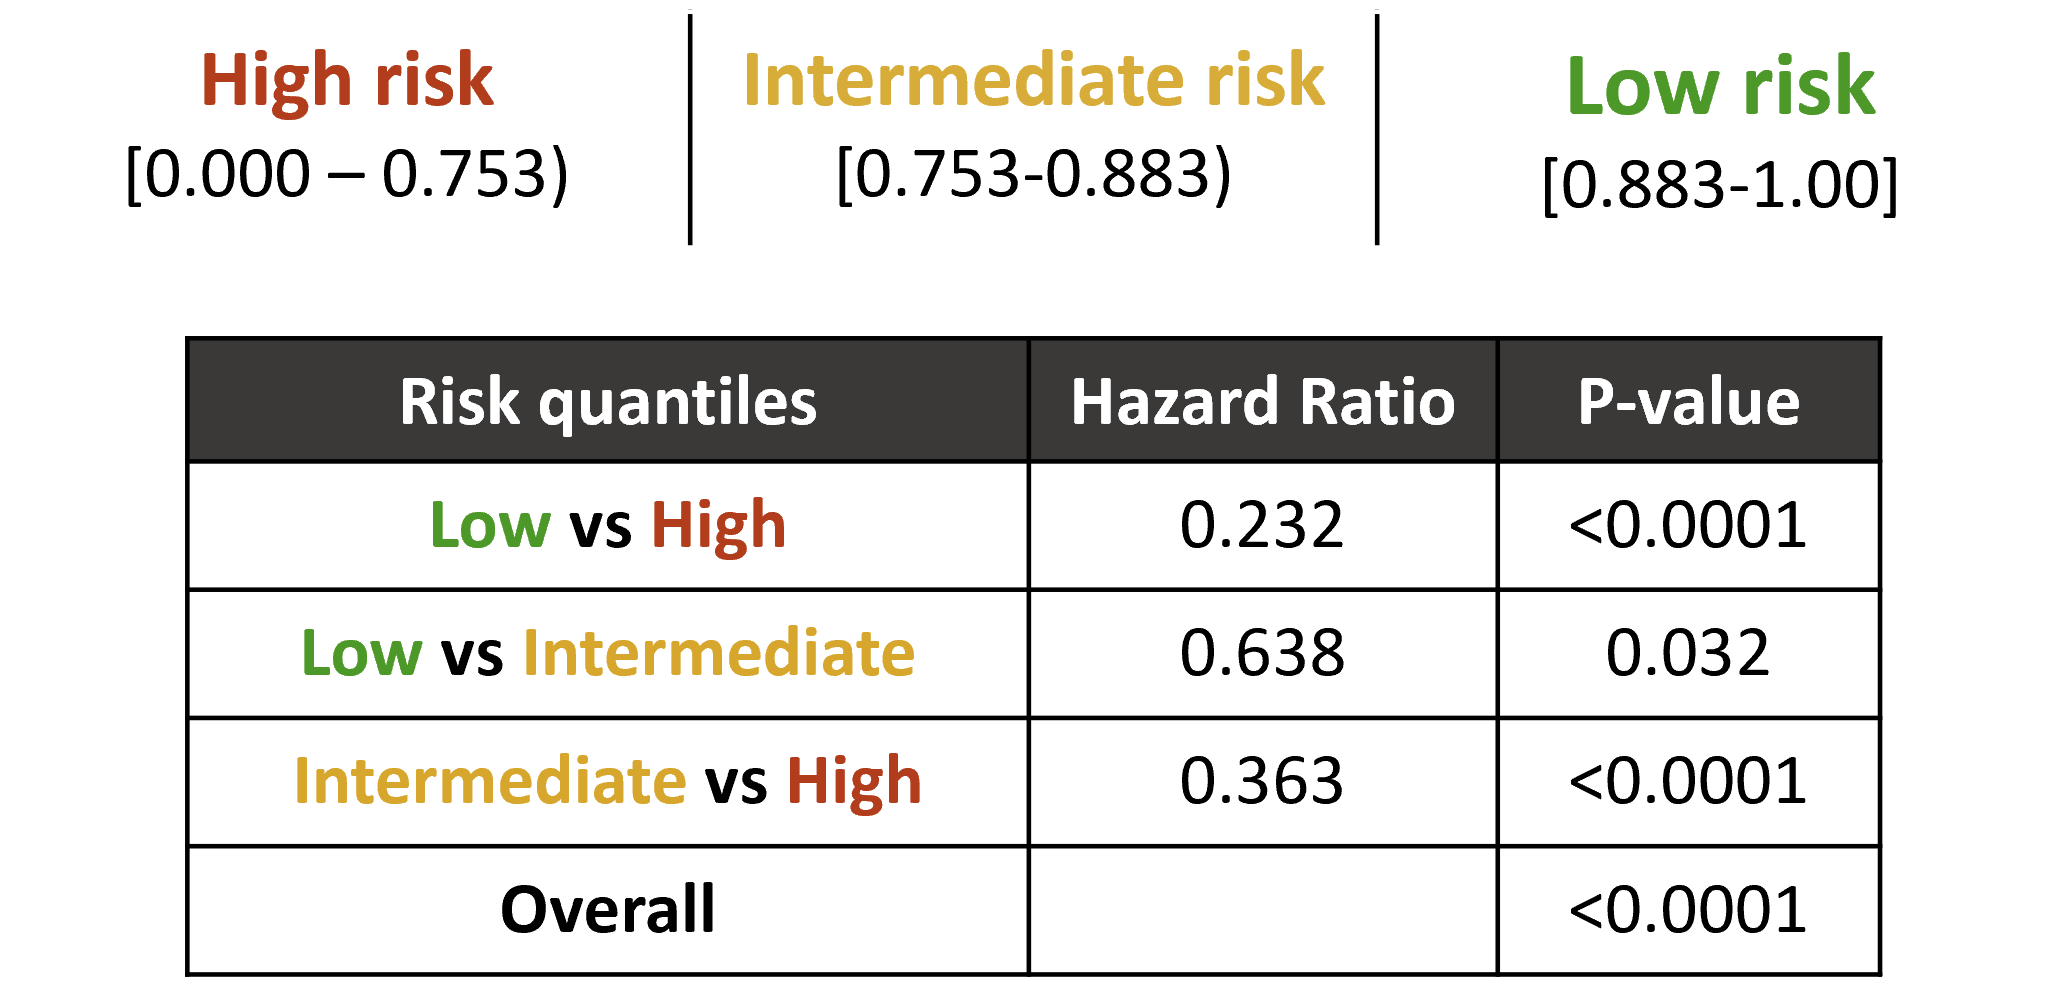 High risk
[0.000 – 0.753)
Intermediate risk
[0.753-0.883)
Low risk
[0.883-1.00]
Risk quantiles Hazard Ratio P-value
Low vs High 0.232 <0.0001
Low vs Intermediate 0.638 0.032
Intermediate vs High 0.363 <0.0001
Overall <0.0001